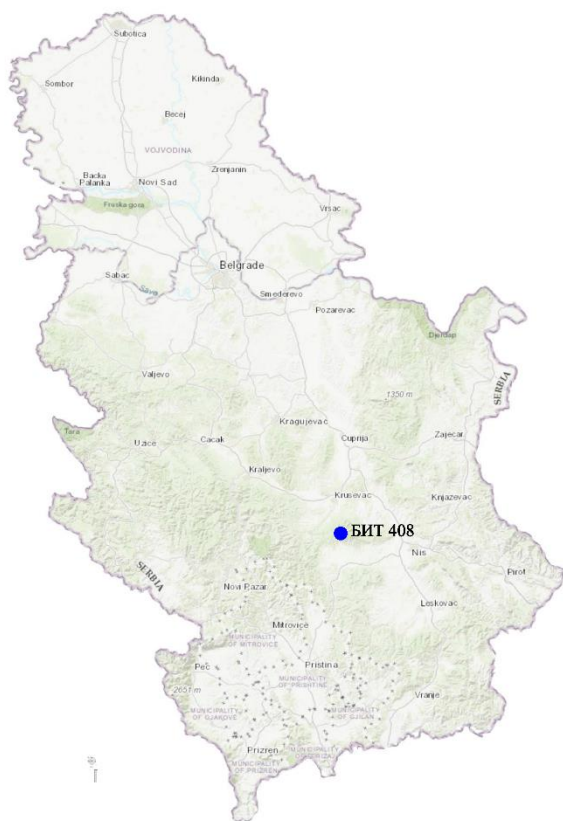 Subotica
Sombor
Kikinda
Becej
VOJVODINA
Backa
Palanka
Novi Sad
Zrenjanin
Fruska gora
Vrsac
Belgrade
Sabac
Sava
Smederevo
Pozarevac
Djerdap
SERBIA
Valjevo
1350 m
Kragujevac
Tara
Uzice
Cacak
Cuprija
Zajecar
Kraljevo
Krusevac
Knjazevac
БИТ 408
Nis
SERBIA
Pirot
Novi Pazar
Leskovac
Mitrovice
MUNICIPALITY
OF MITROVICE
Pec
Pristina
2651 m
MUNICIPALITY
OF PRISHTINE
Vranje
MUNICIPALITY
OF GJAKOVE
MUNICIPALITY
OF GJILAN
Prizren
MUNICIPALITY
OF PRIZREN
MUNICIPALITY